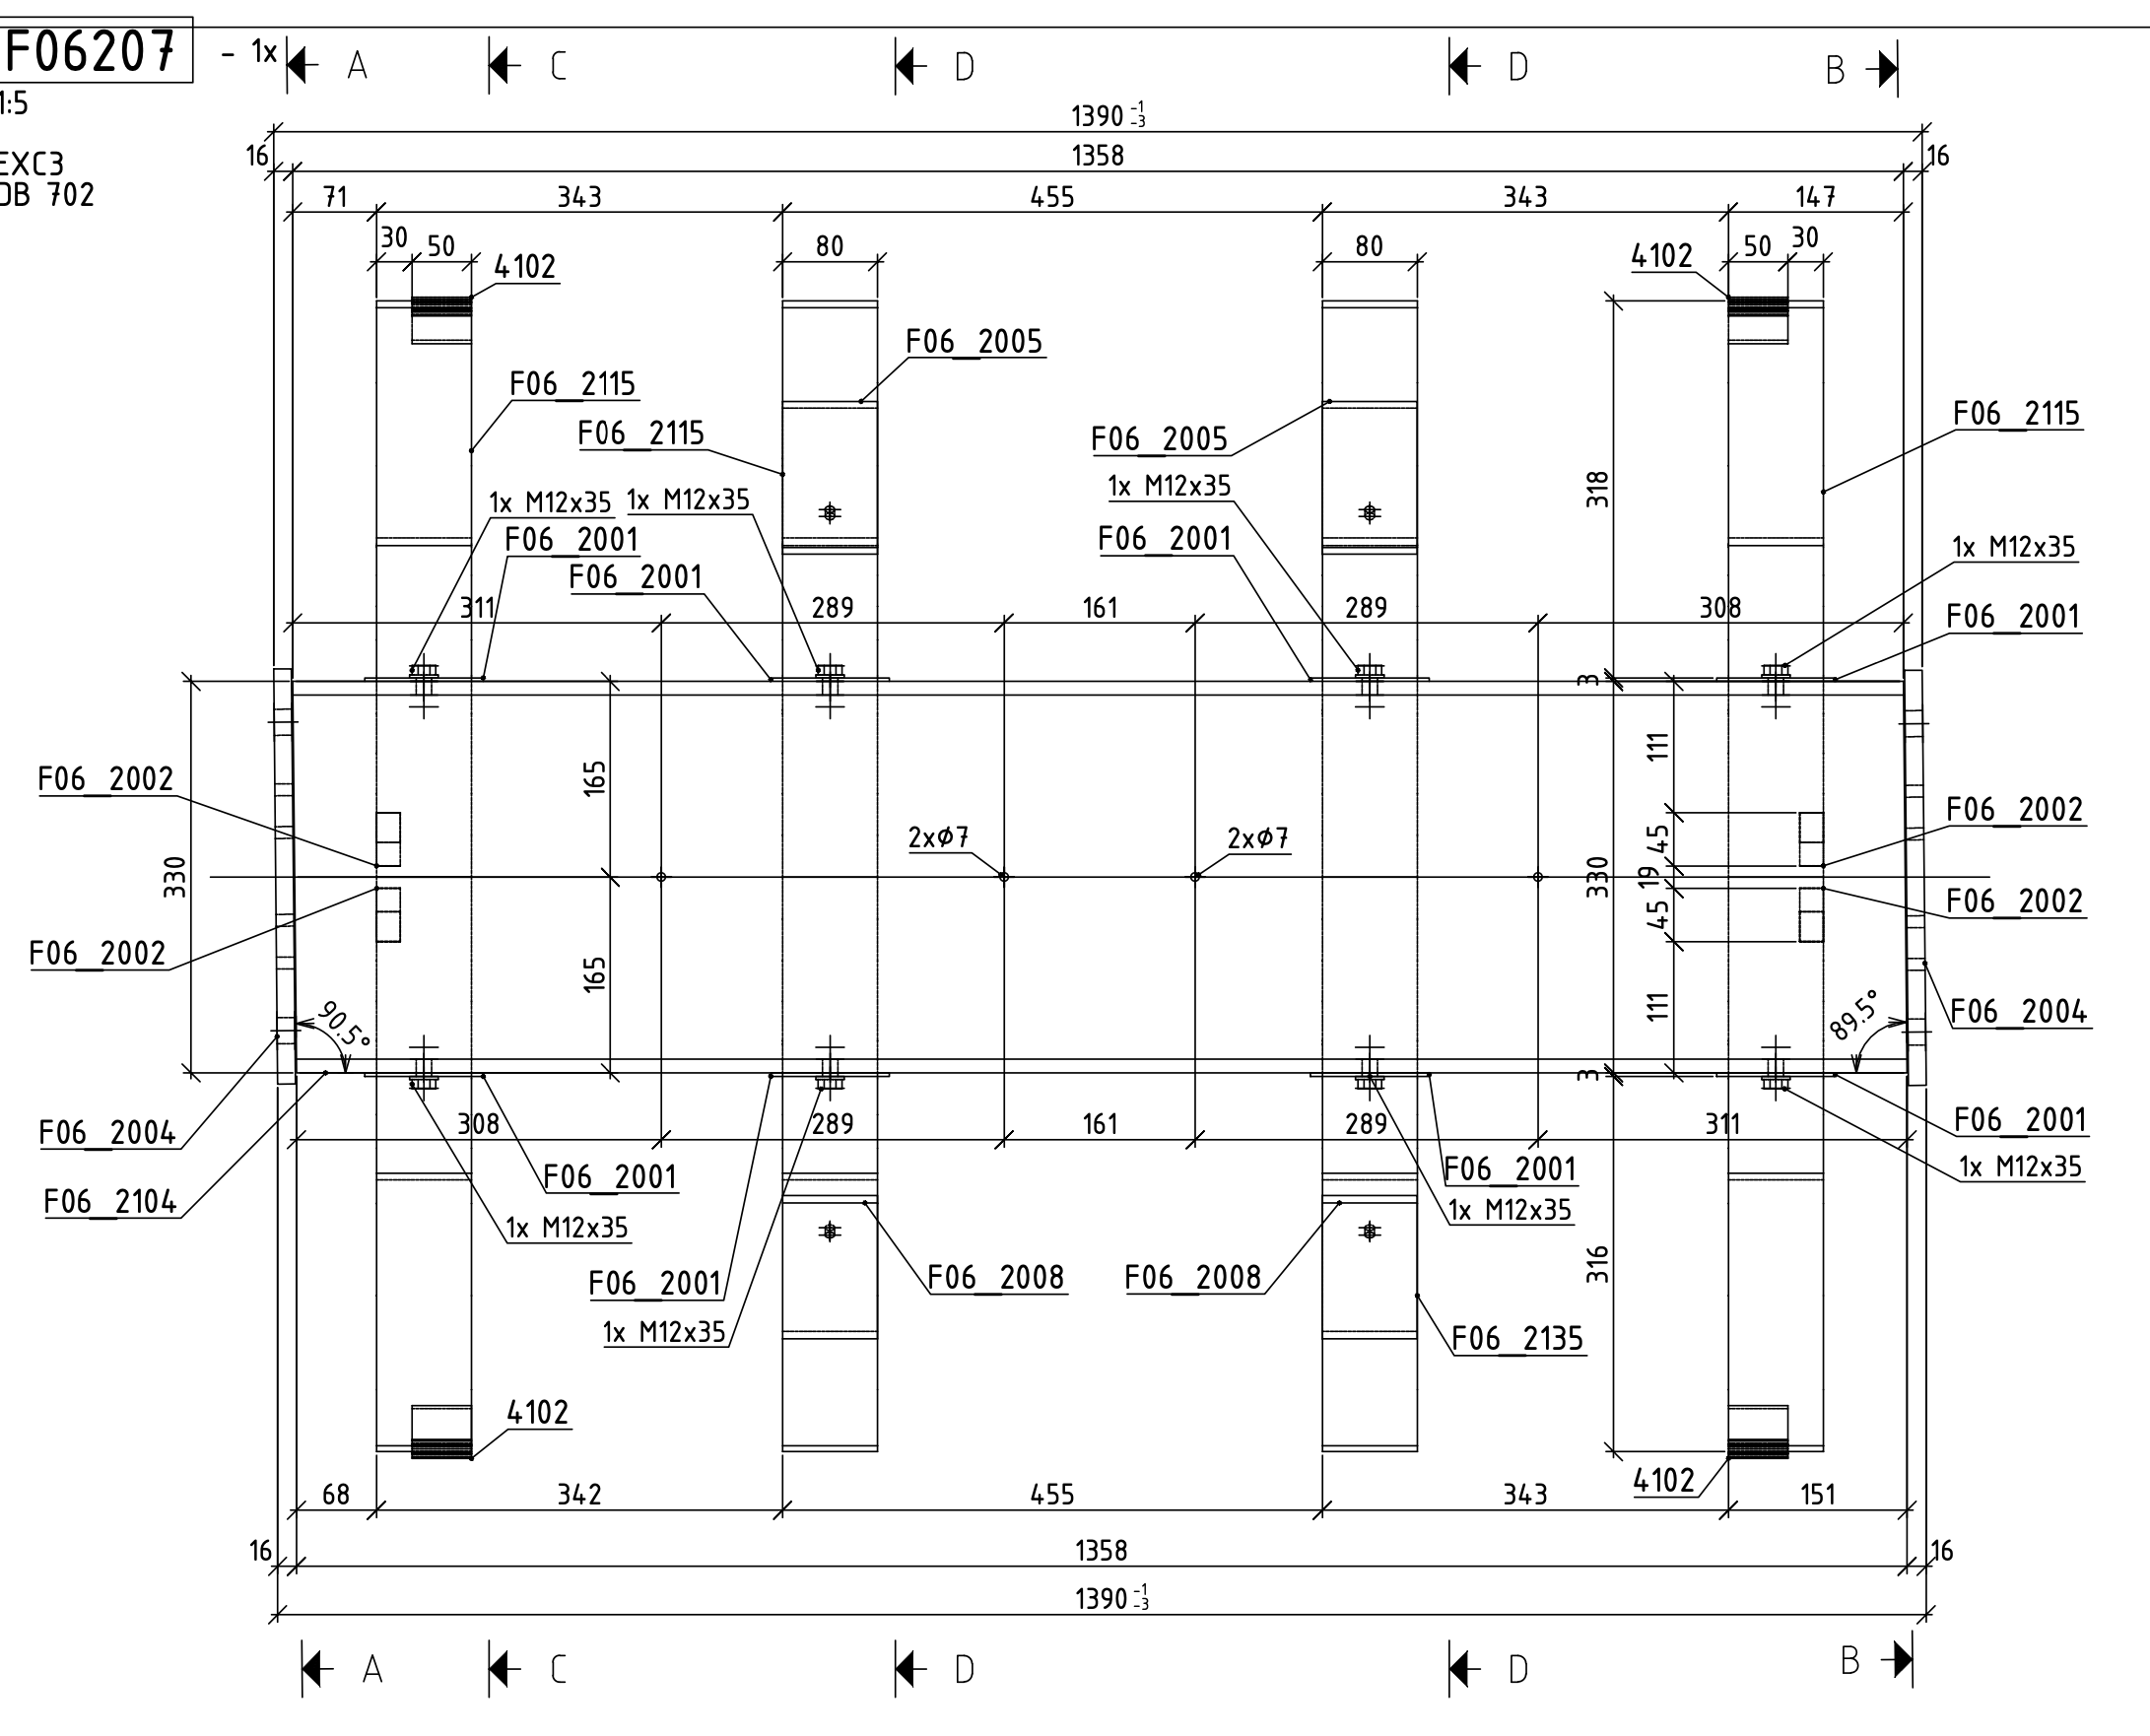 F06207 - 1x A C D D B
1:5
1390 -1 -3
16 1358 16
EXC3
DB 702
71 343 455 343 147
30 50 80 80 50 30
4102 4102
F06_2005
F06_2115
F06_2115
F06_2115 F06_2005
318
1x M12x35 1x M12x35 1x M12x35
F06_2001 F06_2001 1x M12x35
F06_2001
311 289 161 289 308 F06_2001
3
111
165
F06_2002
F06_2002
2xφ7 2xφ7 45
330 330 19
F06_2002
45
F06_2002
165 111
90.5° 89.5° F06_2004
3
308 289 161 289 311 F06_2001
F06_2004
F06_2001 F06_2001 1x M12x35
F06_2104
1x M12x35
1x M12x35
316
F06_2001 F06_2008 F06_2008
1x M12x35
F06_2135
4102
4102
68 342 455 343 151
16 1358 16
1390 -1 -3
A C D D B